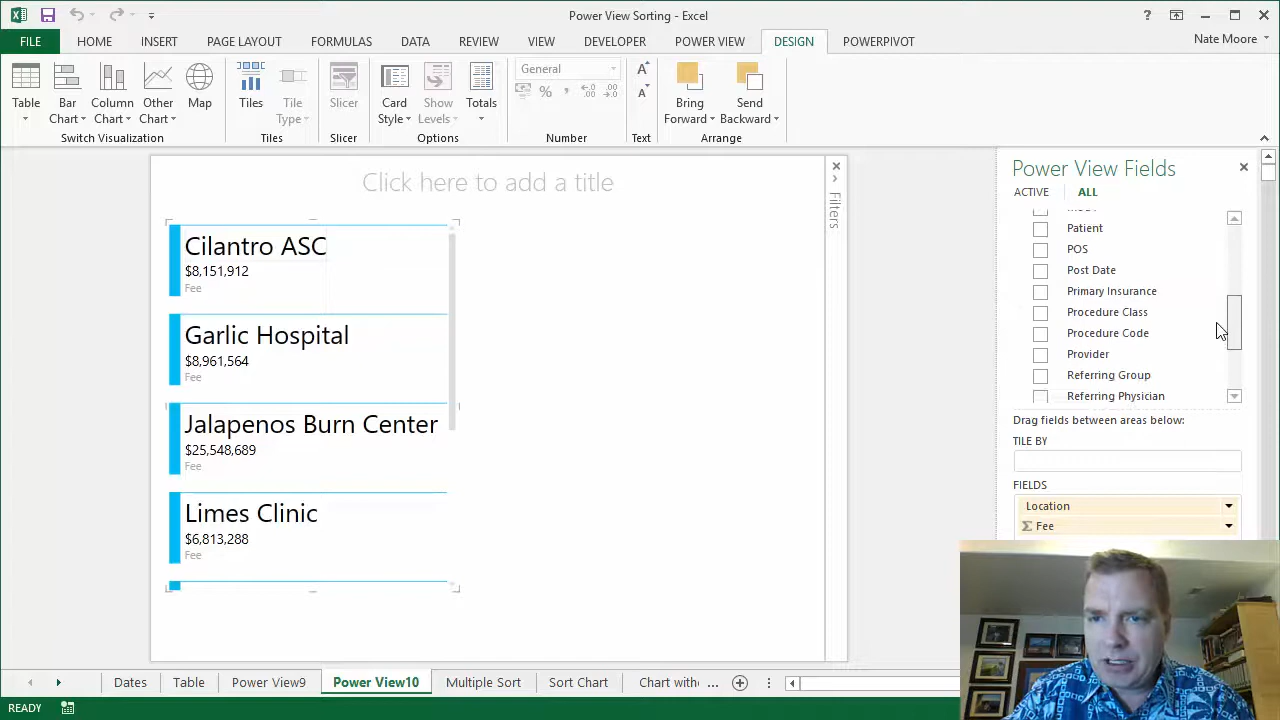 Power View Sorting - Excel
Nate Moore
FILE HOME INSERT PAGE LAYOUT FORMULAS DATA REVIEW VIEW DEVELOPER POWER VIEW DESIGN POWERPIVOT
Table
Bar Chart
Column Chart
Other Chart
Map
Switch Visualization
Tiles
Tile Type
Tiles
Slicer
Slicer
Card Style
Show Levels
Totals
Options
General
%
Number
A
A
Text
Bring Forward
Send Backward
Arrange
Click here to add a title
Filters
Cilantro ASC
$8,151,912
Fee
Garlic Hospital
$8,961,564
Fee
Jalapenos Burn Center
$25,548,689
Fee
Limes Clinic
$6,813,288
Fee
Power View Fields
ACTIVE ALL
Patient
POS
Post Date
Primary Insurance
Procedure Class
Procedure Code
Provider
Referring Group
Referring Physician
Drag fields between areas below:
TILE BY
FIELDS
Location
Σ Fee
Dates Table Power View9 Power View10 Multiple Sort Sort Chart Chart with ...
READY